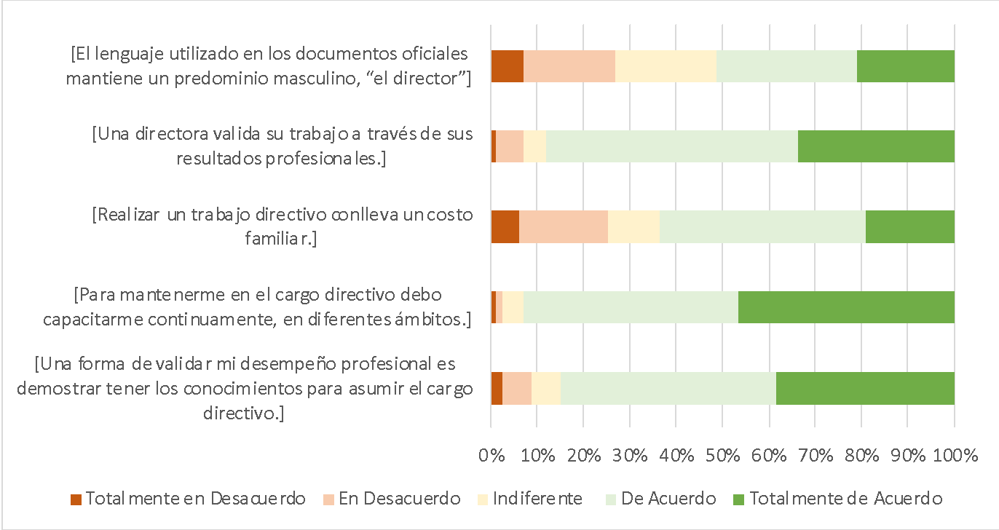 [El lenguaje utilizado en los documentos oficiales
mantiene un predominio masculino, “el director”]
[Una directora valida su trabajo a través de sus
resultados profesionales.]
[Realizar un trabajo directivo conlleva un costo
familiar.]
[Para mantenerme en el cargo directivo debo
capacitarme continuamente, en diferentes ámbitos.]
[Una forma de validar mi desempeño profesional es
demostrar tener los conocimientos para asumir el cargo
directivo.]
0% 10% 20% 30% 40% 50% 60% 70% 80% 90% 100%
Totalmente en Desacuerdo En Desacuerdo Indiferente De Acuerdo Totalmente de Acuerdo